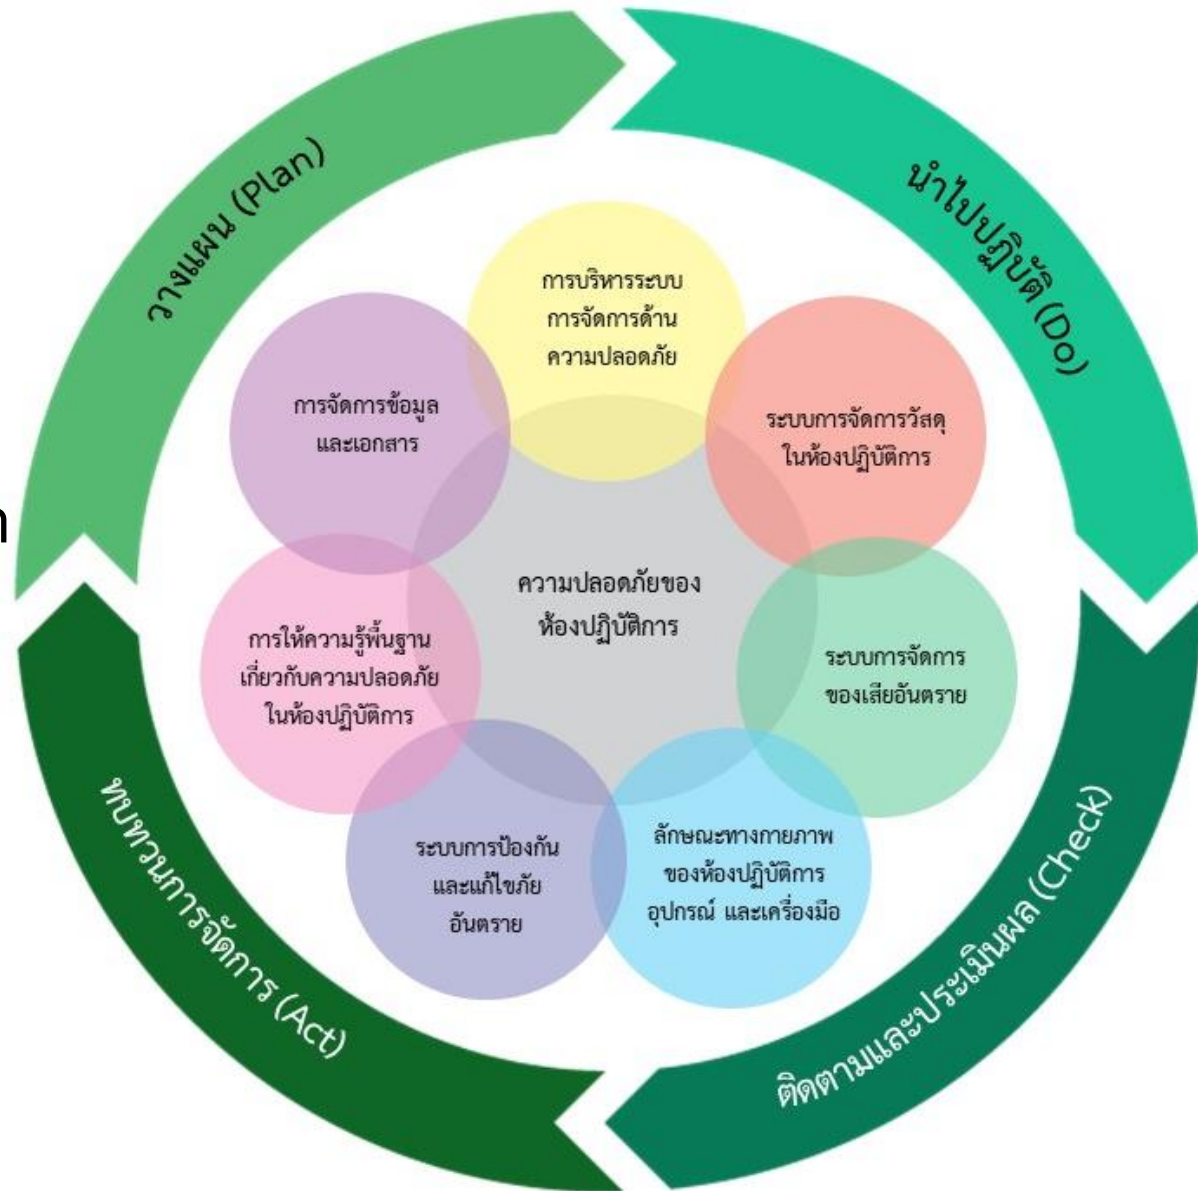 วางแผน (Plan)
นำไปปฏิบัติ (Do)
การบริหารระบบ
การจัดการด้าน
ความปลอดภัย
การจัดการข้อมูล
และเอกสาร
ระบบการจัดการวัสดุ
ในห้องปฏิบัติการ
ความปลอดภัยของ
ห้องปฏิบัติการ
การให้ความรู้พื้นฐาน
เกี่ยวกับความปลอดภัย
ในห้องปฏิบัติการ
ระบบการจัดการ
ของเสียอันตราย
ระบบการป้องกัน
และแก้ไขภัย
อันตราย
ลักษณะทางกายภาพ
ของห้องปฏิบัติการ
อุปกรณ์ และเครื่องมือ
ทบทวนการจัดการ (Act)
ติดตามและประเมินผล (Check)